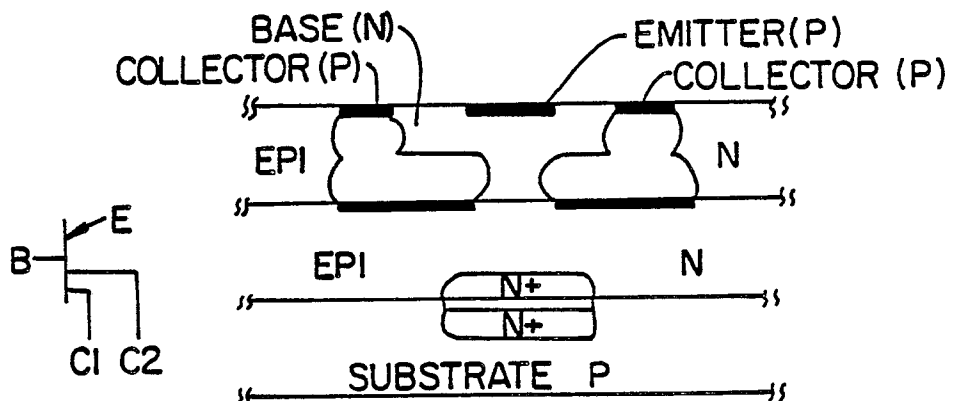 BASE (N)
EMITTER (P)
COLLECTOR (P)
COLLECTOR (P)
EPI
N
E
B
EPI
N
N+
N+
C1 C2
SUBSTRATE P